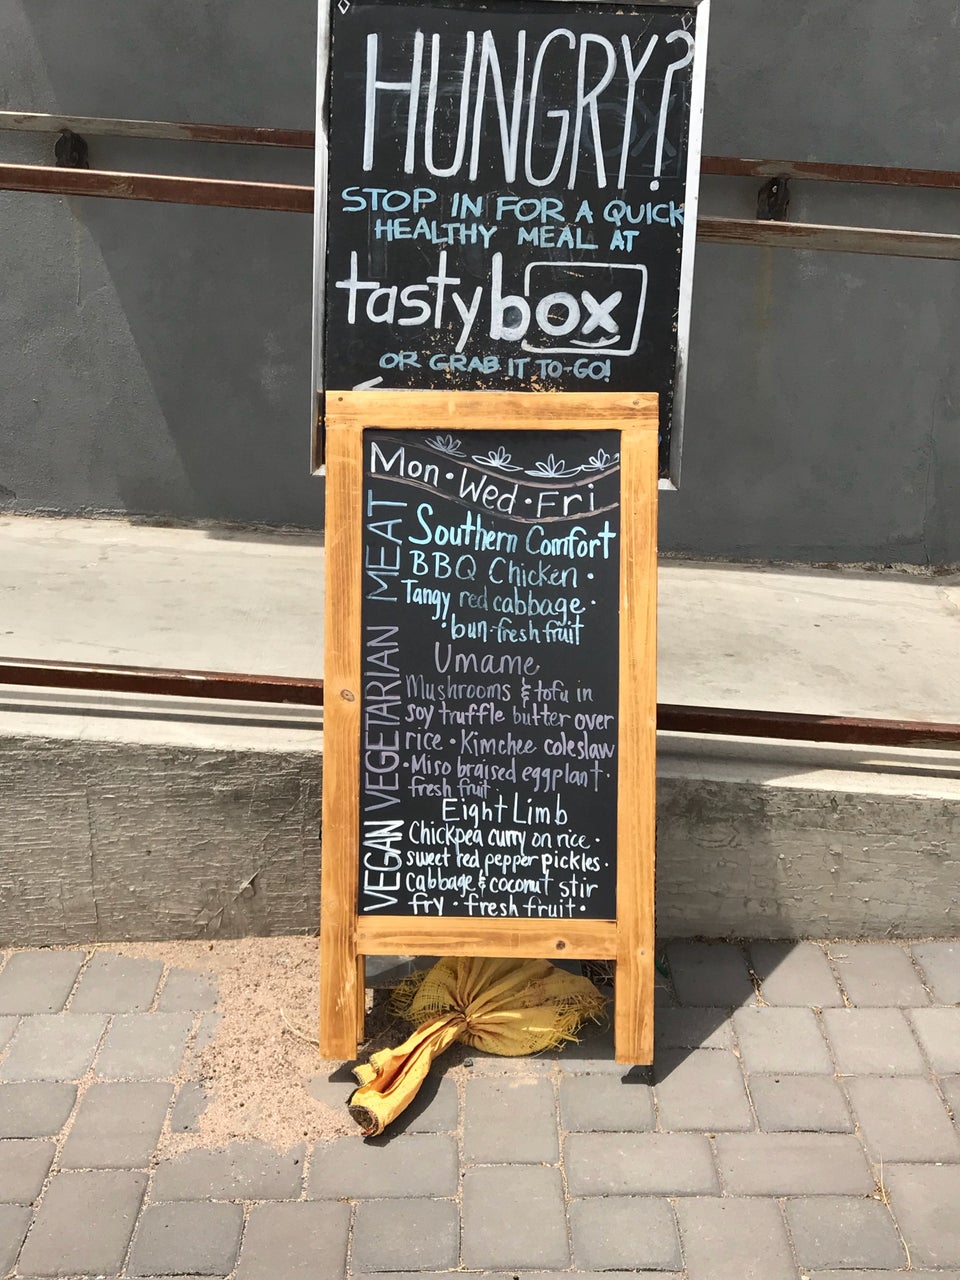 HUNGRY?
STOP IN FOR A QUICK
HEALTHY MEAL AT
tastybox
OR GRAB IT TO-GO!
Mon·Wed·Fri
MEAT
Southern Comfort
BBQ Chicken ·
Tangy red cabbage ·
· bun · fresh fruit
VEGETARIAN
Umame
Mushrooms & tofu in
soy truffle butter over
rice · Kimchee coleslaw
· Miso braised eggplant ·
fresh fruit
VEGAN
Eight Limb
Chickpea curry on rice ·
sweet red pepper pickles ·
Cabbage & coconut stir
fry · fresh fruit ·